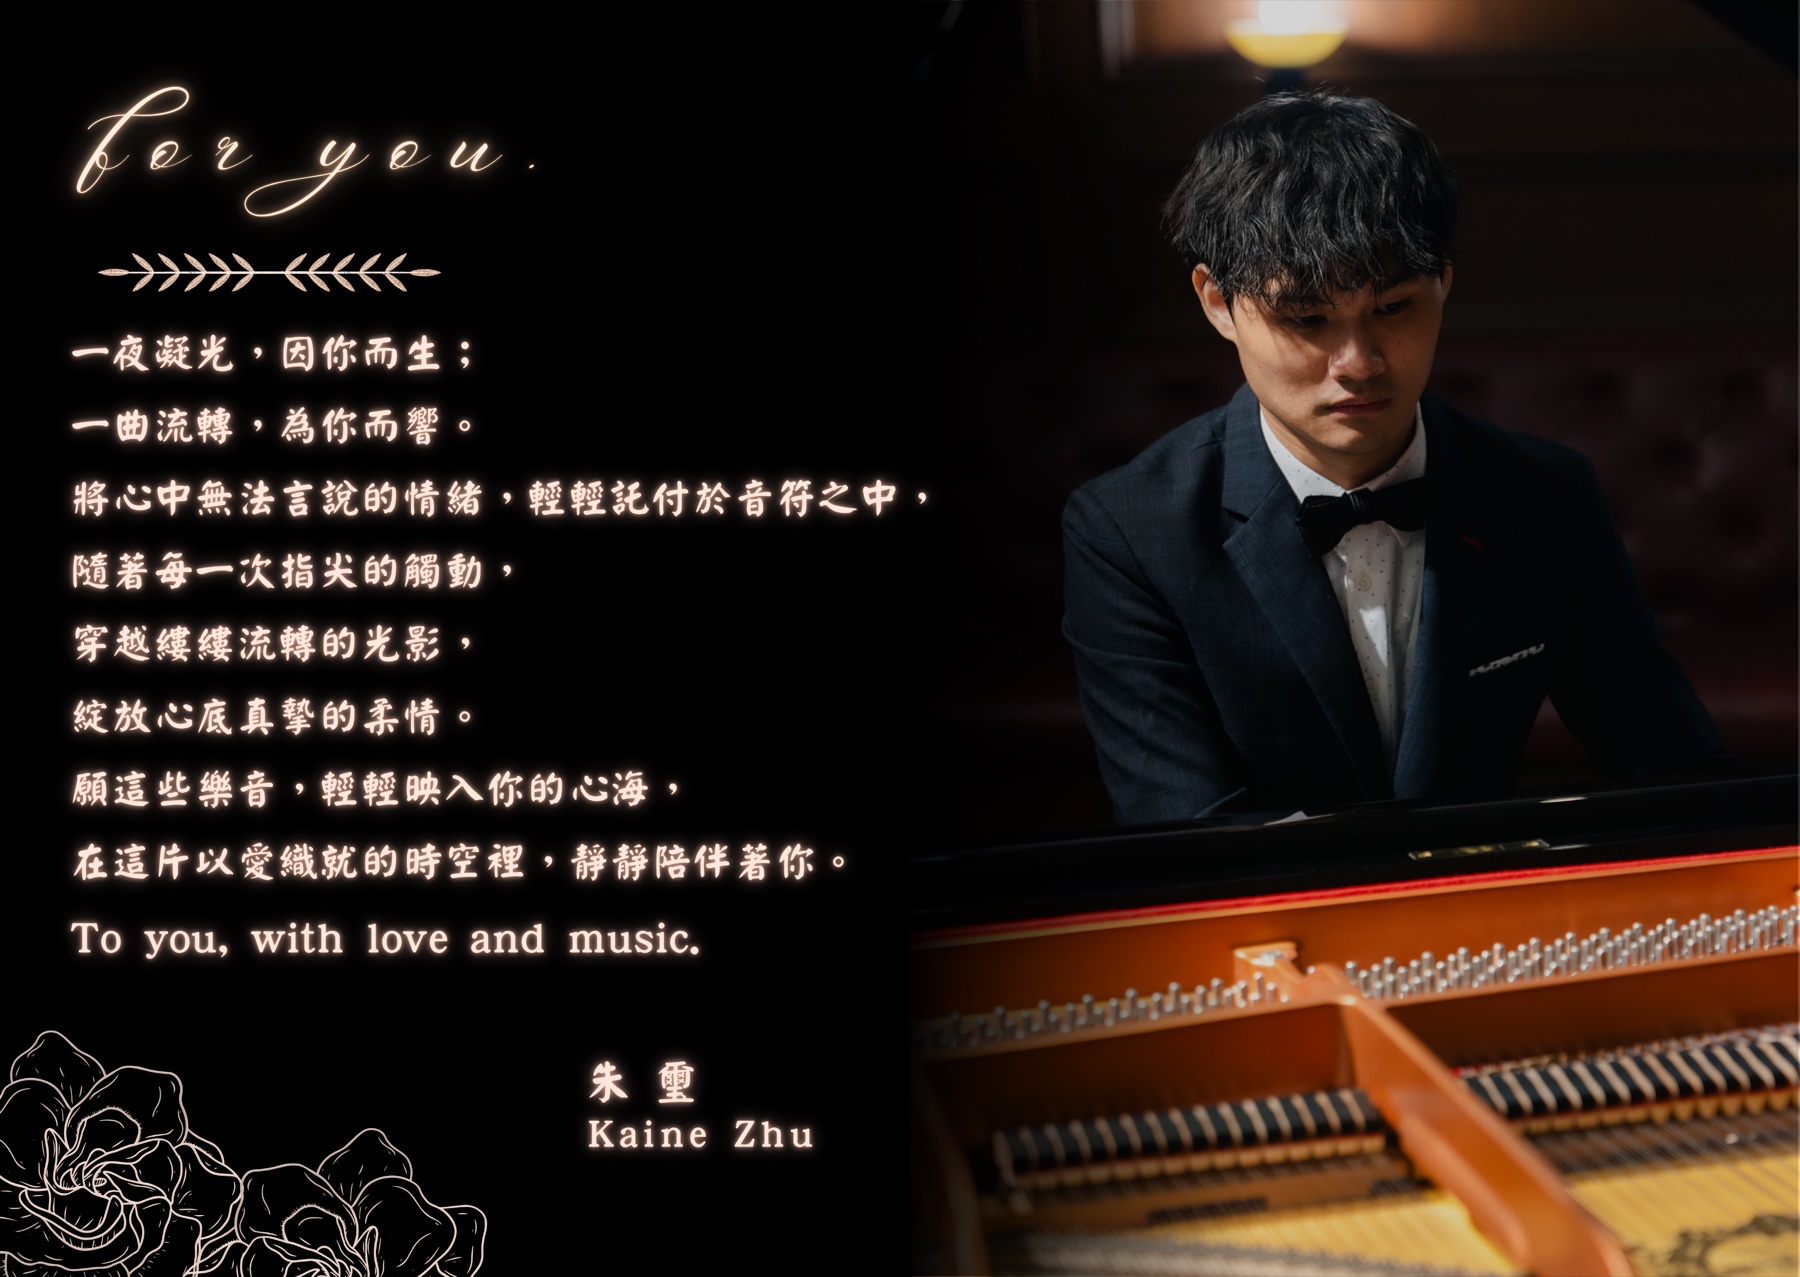 for you.
一夜凝光，因你而生；
一曲流轉，為你而響。
將心中無法言說的情緒，輕輕託付於音符之中，
隨著每一次指尖的觸動，
穿越縷縷流轉的光影，
綻放心底真摯的柔情。
願這些樂音，輕輕映入你的心海，
在這片以愛織就的時空裡，靜靜陪伴著你。
To you, with love and music.
朱 璽
Kaine Zhu